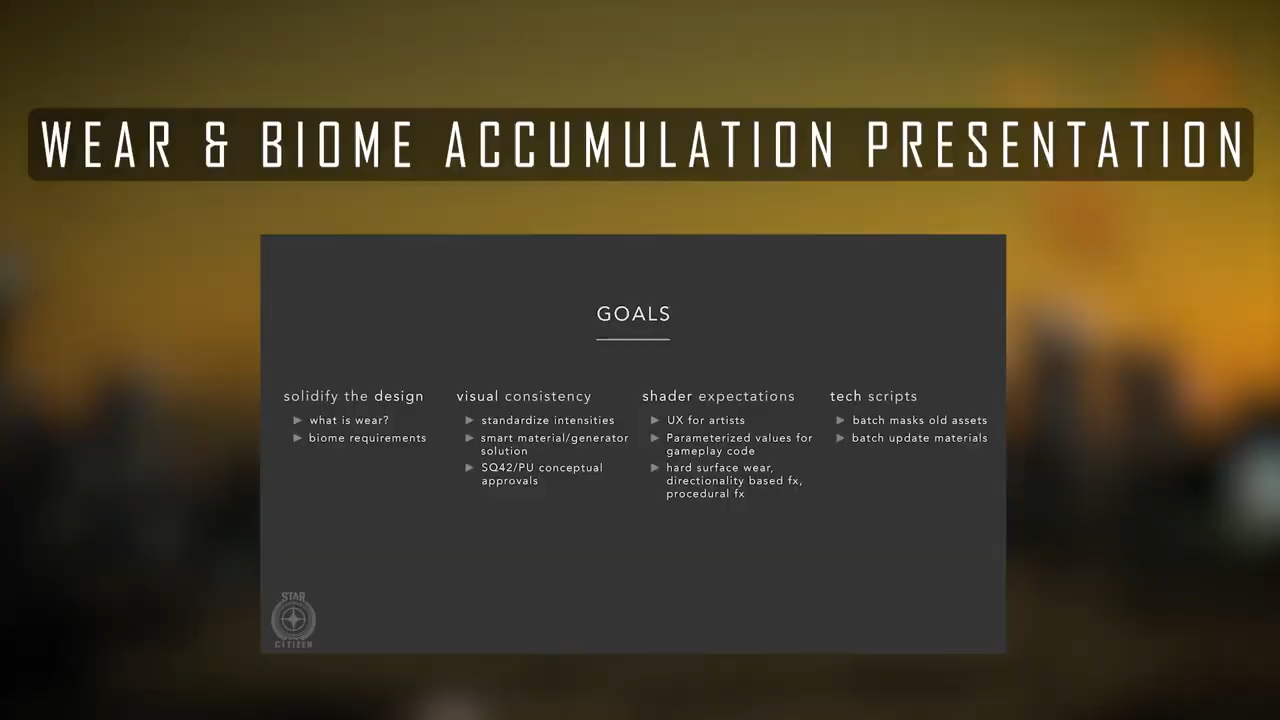 WEAR & BIOME ACCUMULATION PRESENTATION
GOALS
solidify the design
what is wear?
biome requirements
visual consistency
standardize intensities
smart material/generator
solution
SQ42/PU conceptual
approvals
shader expectations
UX for artists
Parameterized values for
gameplay code
hard surface wear,
directionality based fx,
procedural fx
tech scripts
batch masks old assets
batch update materials
STAR
CITIZEN